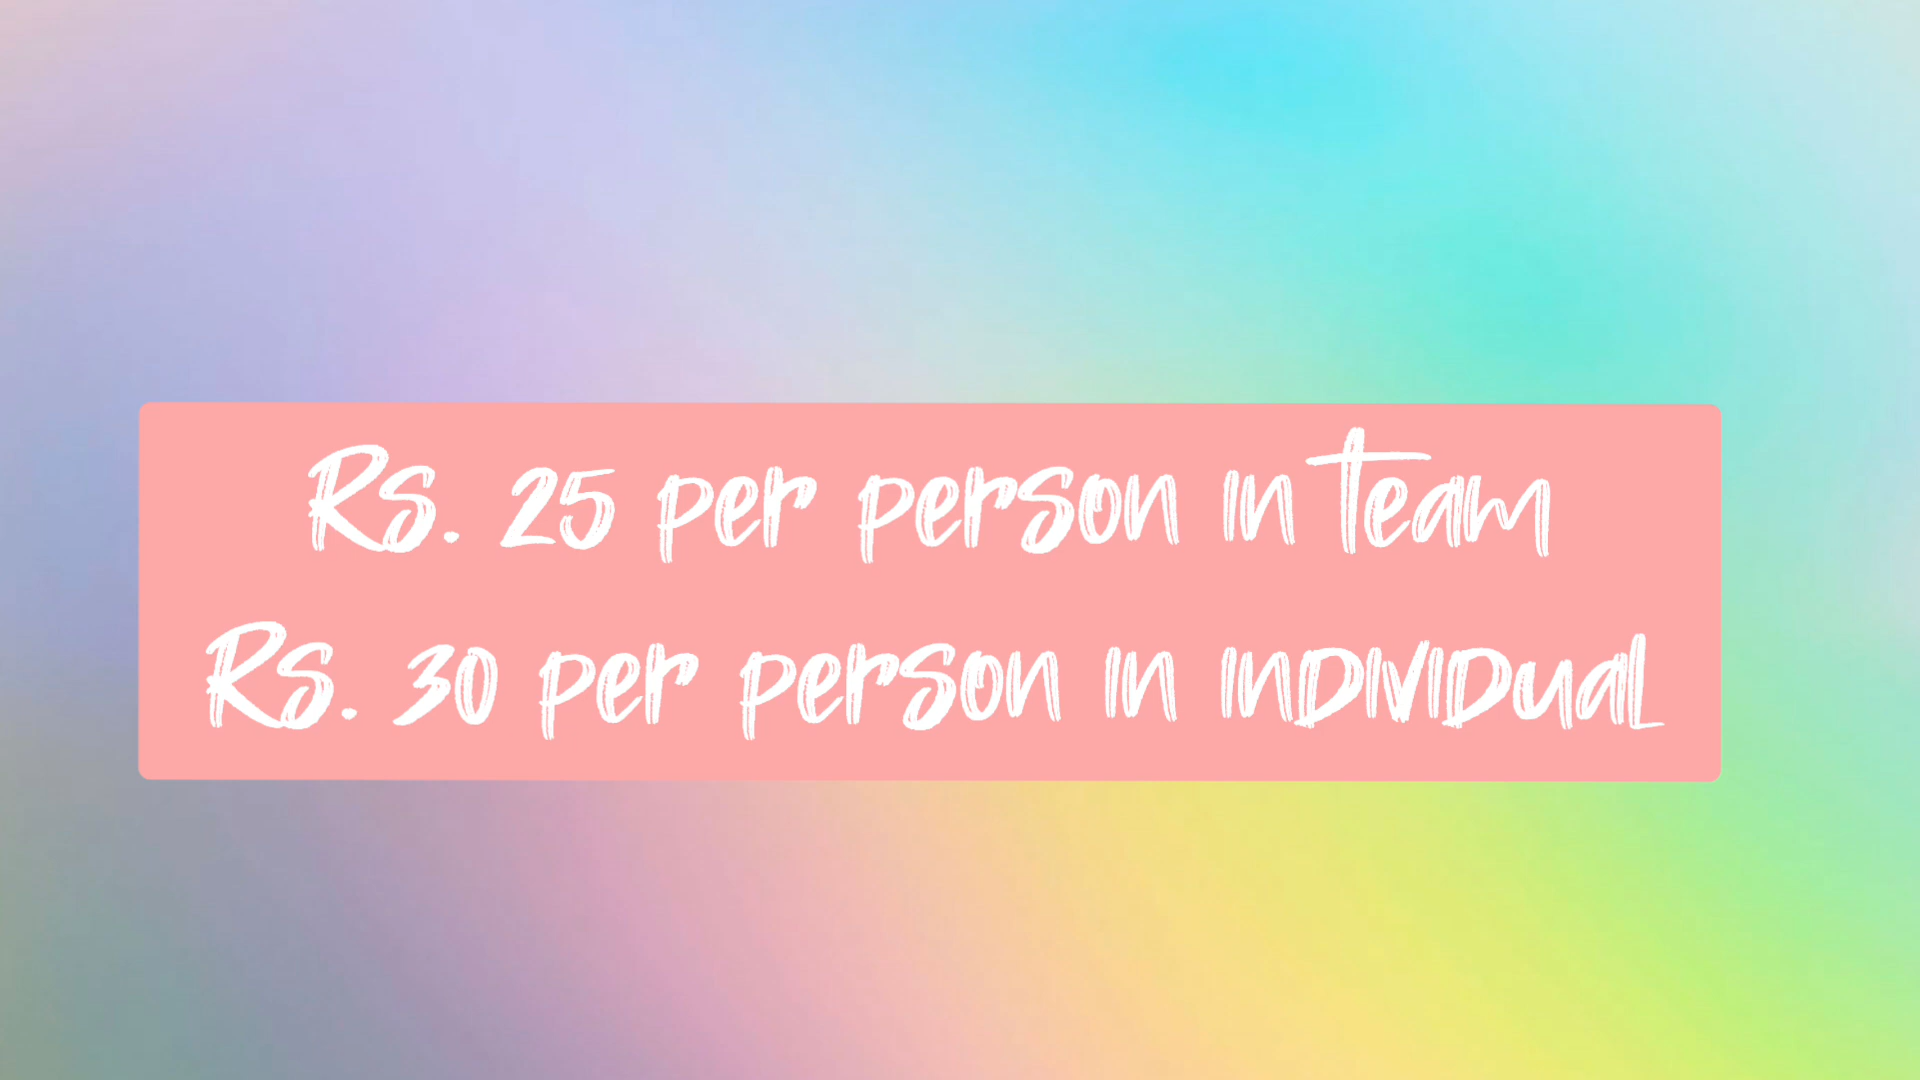 Rs. 25 per person in team
Rs. 30 per person in individual